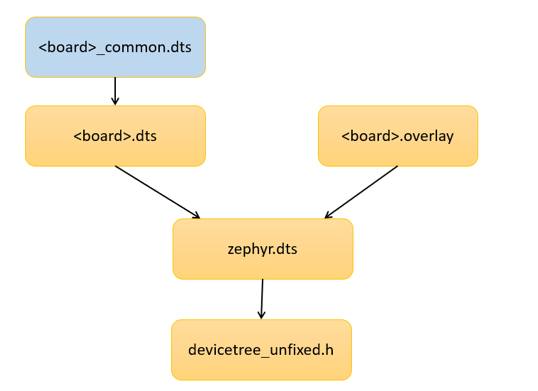 <board>_common.dts
<board>.dts
<board>.overlay
zephyr.dts
devicetree_unfixed.h